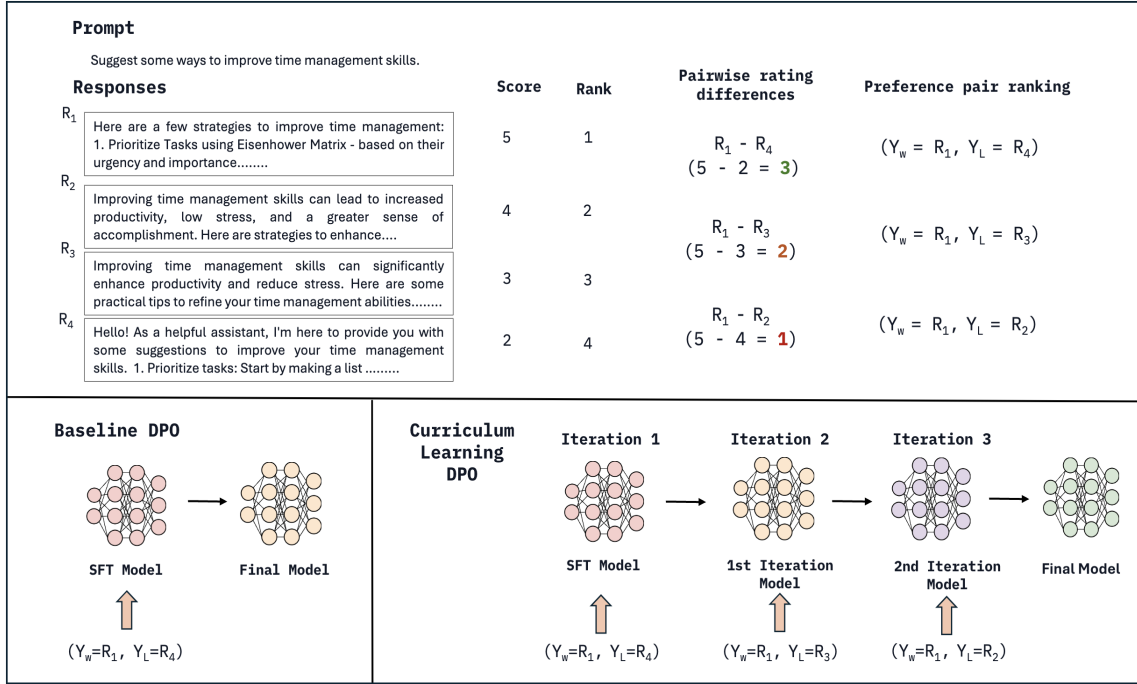 Prompt
Suggest some ways to improve time management skills.
Responses
Score
Rank
Pairwise rating
differences
Preference pair ranking
R1
Here are a few strategies to improve time management:
1. Prioritize Tasks using Eisenhower Matrix - based on their
urgency and importance........
5
1
R1 - R4
(5 - 2 = 3)
(Yw = R1, YL = R4)
R2
Improving time management skills can lead to increased
productivity, low stress, and a greater sense of
accomplishment. Here are strategies to enhance....
4
2
R1 - R3
(5 - 3 = 2)
(Yw = R1, YL = R3)
R3
Improving time management skills can significantly
enhance productivity and reduce stress. Here are some
practical tips to refine your time management abilities........
3
3
R1 - R2
(5 - 4 = 1)
(Yw = R1, YL = R2)
R4
Hello! As a helpful assistant, I'm here to provide you with
some suggestions to improve your time management
skills. 1. Prioritize tasks: Start by making a list .........
2
4
Baseline DPO
SFT Model
Final Model
(Yw=R1, YL=R4)
Curriculum
Learning
DPO
Iteration 1
Iteration 2
Iteration 3
SFT Model
1st Iteration
Model
2nd Iteration
Model
Final Model
(Yw=R1, YL=R4)
(Yw=R1, YL=R3)
(Yw=R1, YL=R2)